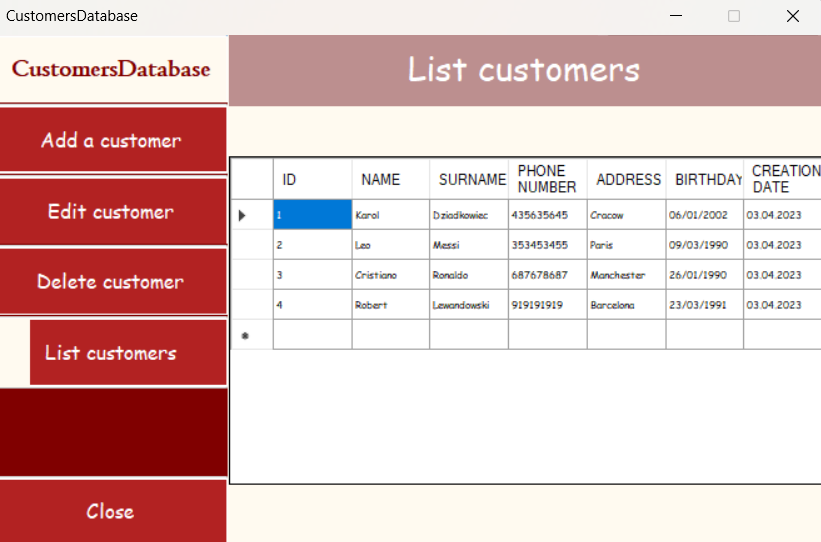 CustomersDatabase
CustomersDatabase
List customers
Add a customer
Edit customer
Delete customer
List customers
Close
ID NAME SURNAME PHONE NUMBER ADDRESS BIRTHDAY CREATION DATE
1 Karol Dziadkowiec 435635645 Cracow 06/01/2002 03.04.2023
2 Leo Messi 353453455 Paris 09/03/1990 03.04.2023
3 Cristiano Ronaldo 687678687 Manchester 26/01/1990 03.04.2023
4 Robert Lewandowski 919191919 Barcelona 23/03/1991 03.04.2023